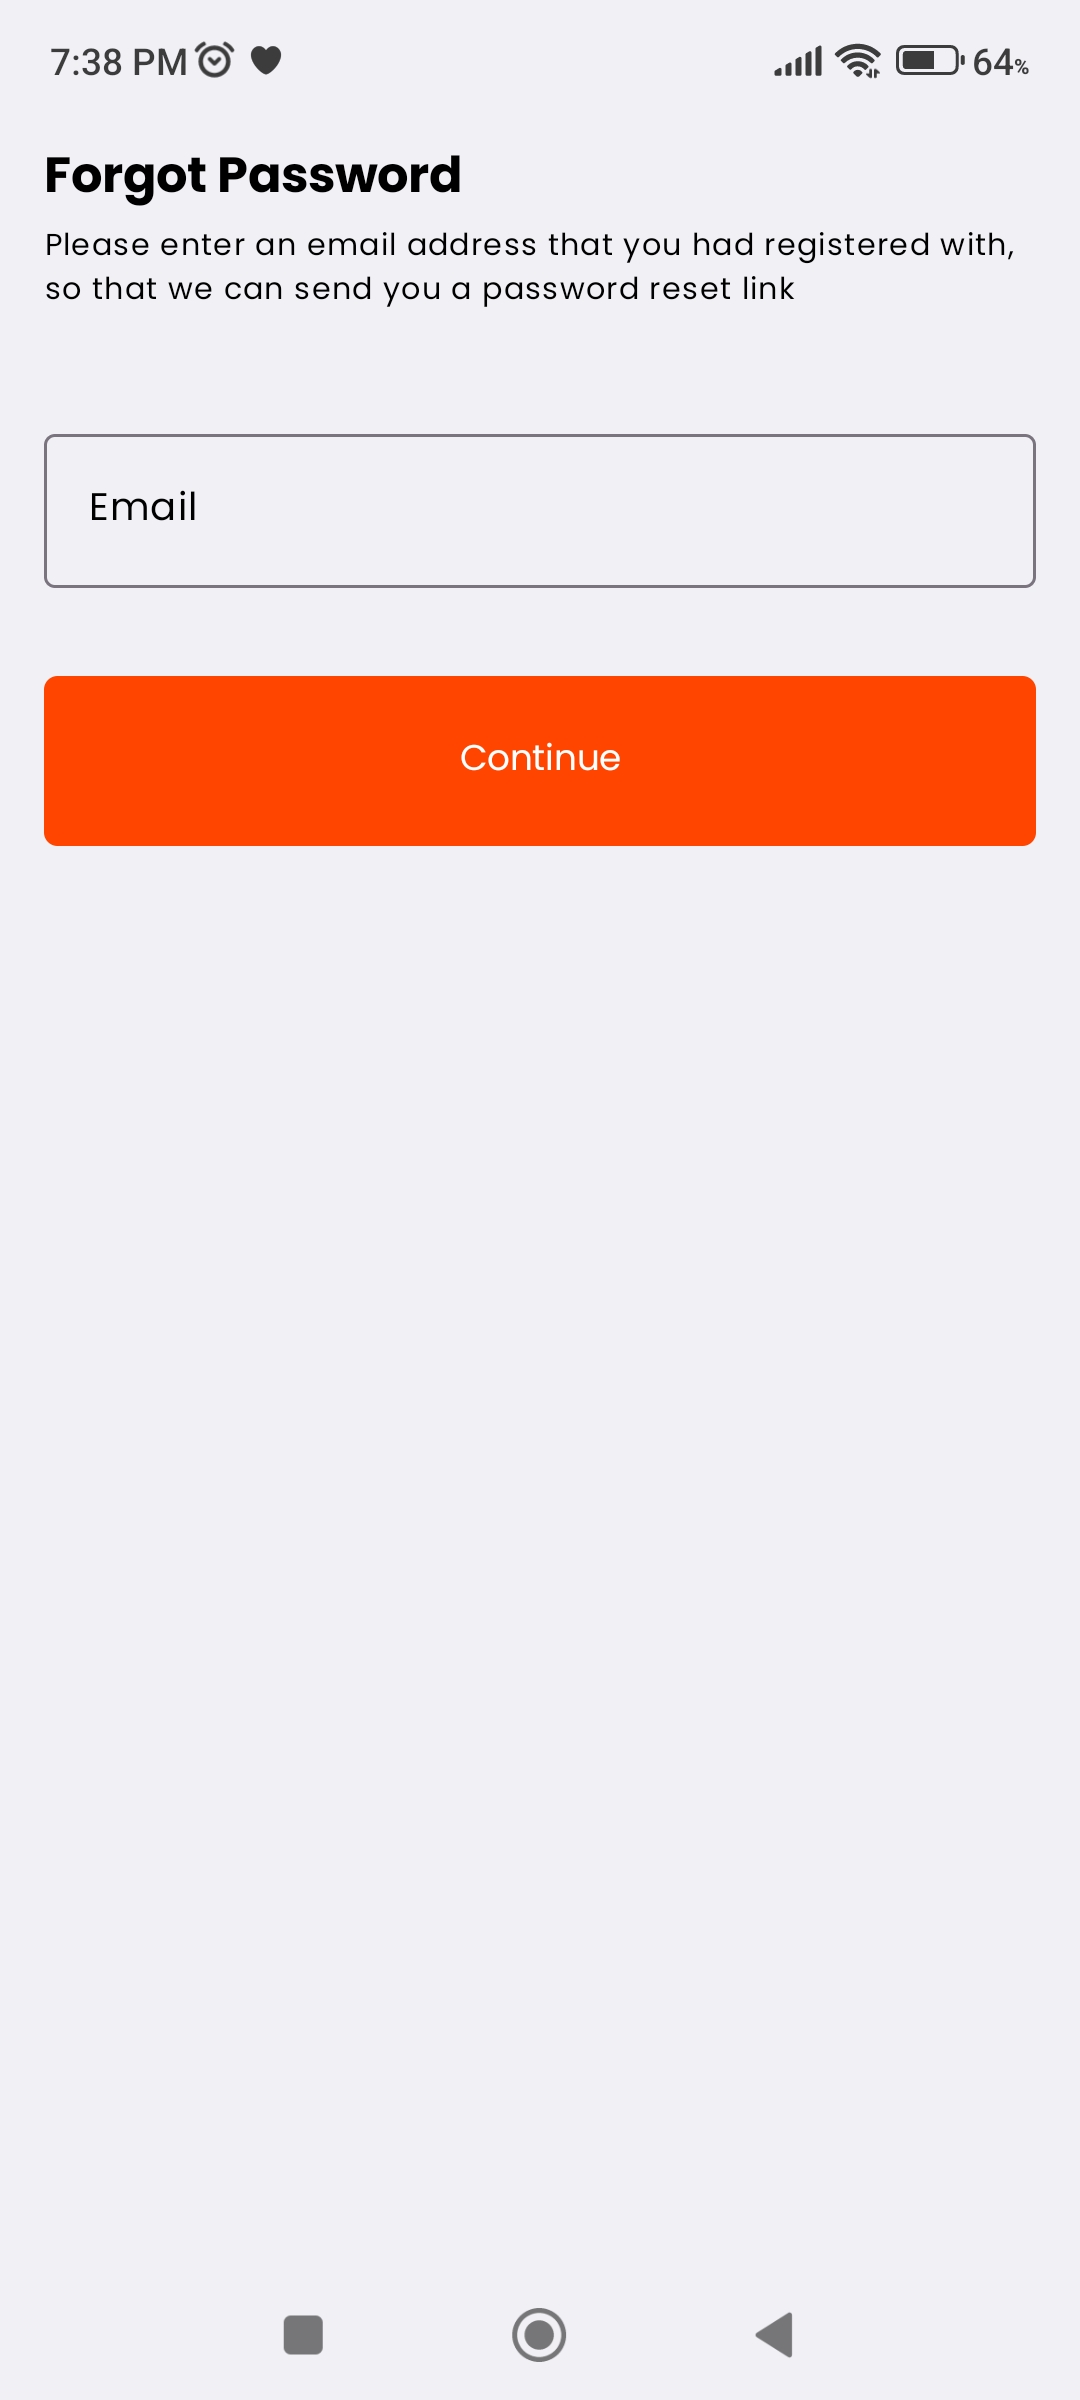 7:38 PM 64%
Forgot Password
Please enter an email address that you had registered with,
so that we can send you a password reset link
Email
Continue